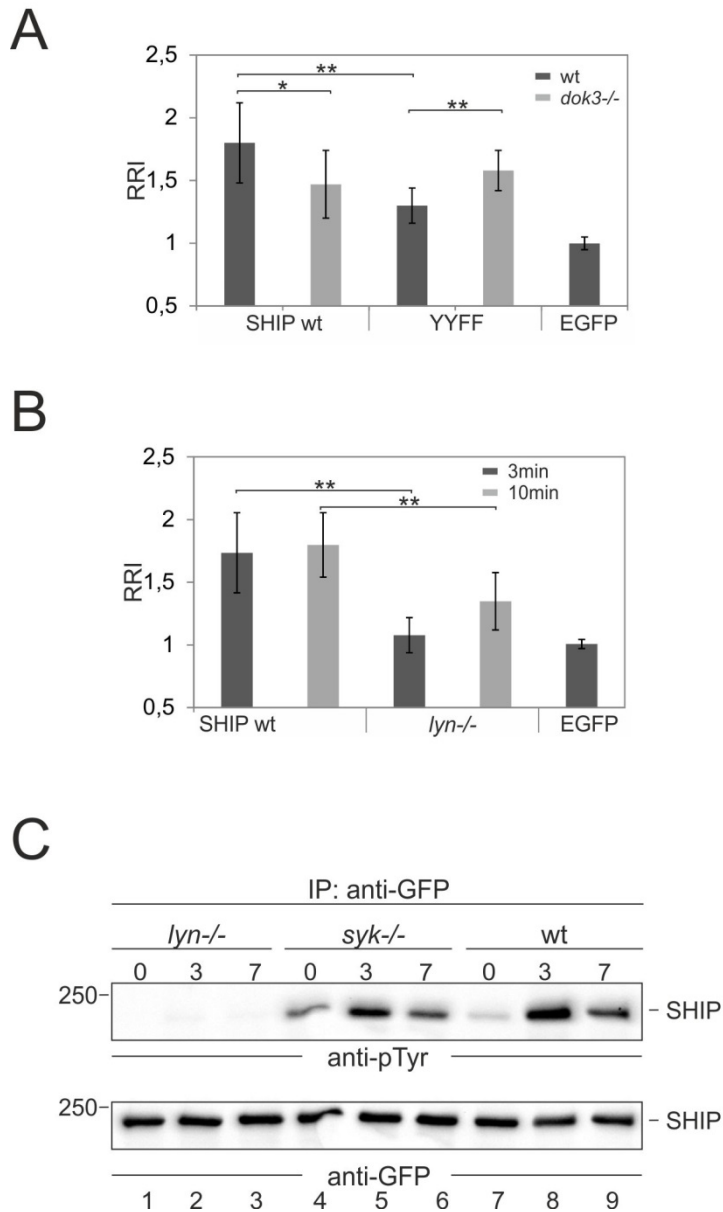 A
2,5
2
1,5
1
0,5
RRI
**
*
**
wt
dok3-/-
SHIP wt YYFF EGFP
B
2,5
2
1,5
1
0,5
RRI
**
**
3min
10min
SHIP wt lyn-/- EGFP
C
IP: anti-GFP
lyn-/- syk-/- wt
0 3 7 0 3 7 0 3 7
250
SHIP
anti-pTyr
250
SHIP
anti-GFP
1 2 3 4 5 6 7 8 9